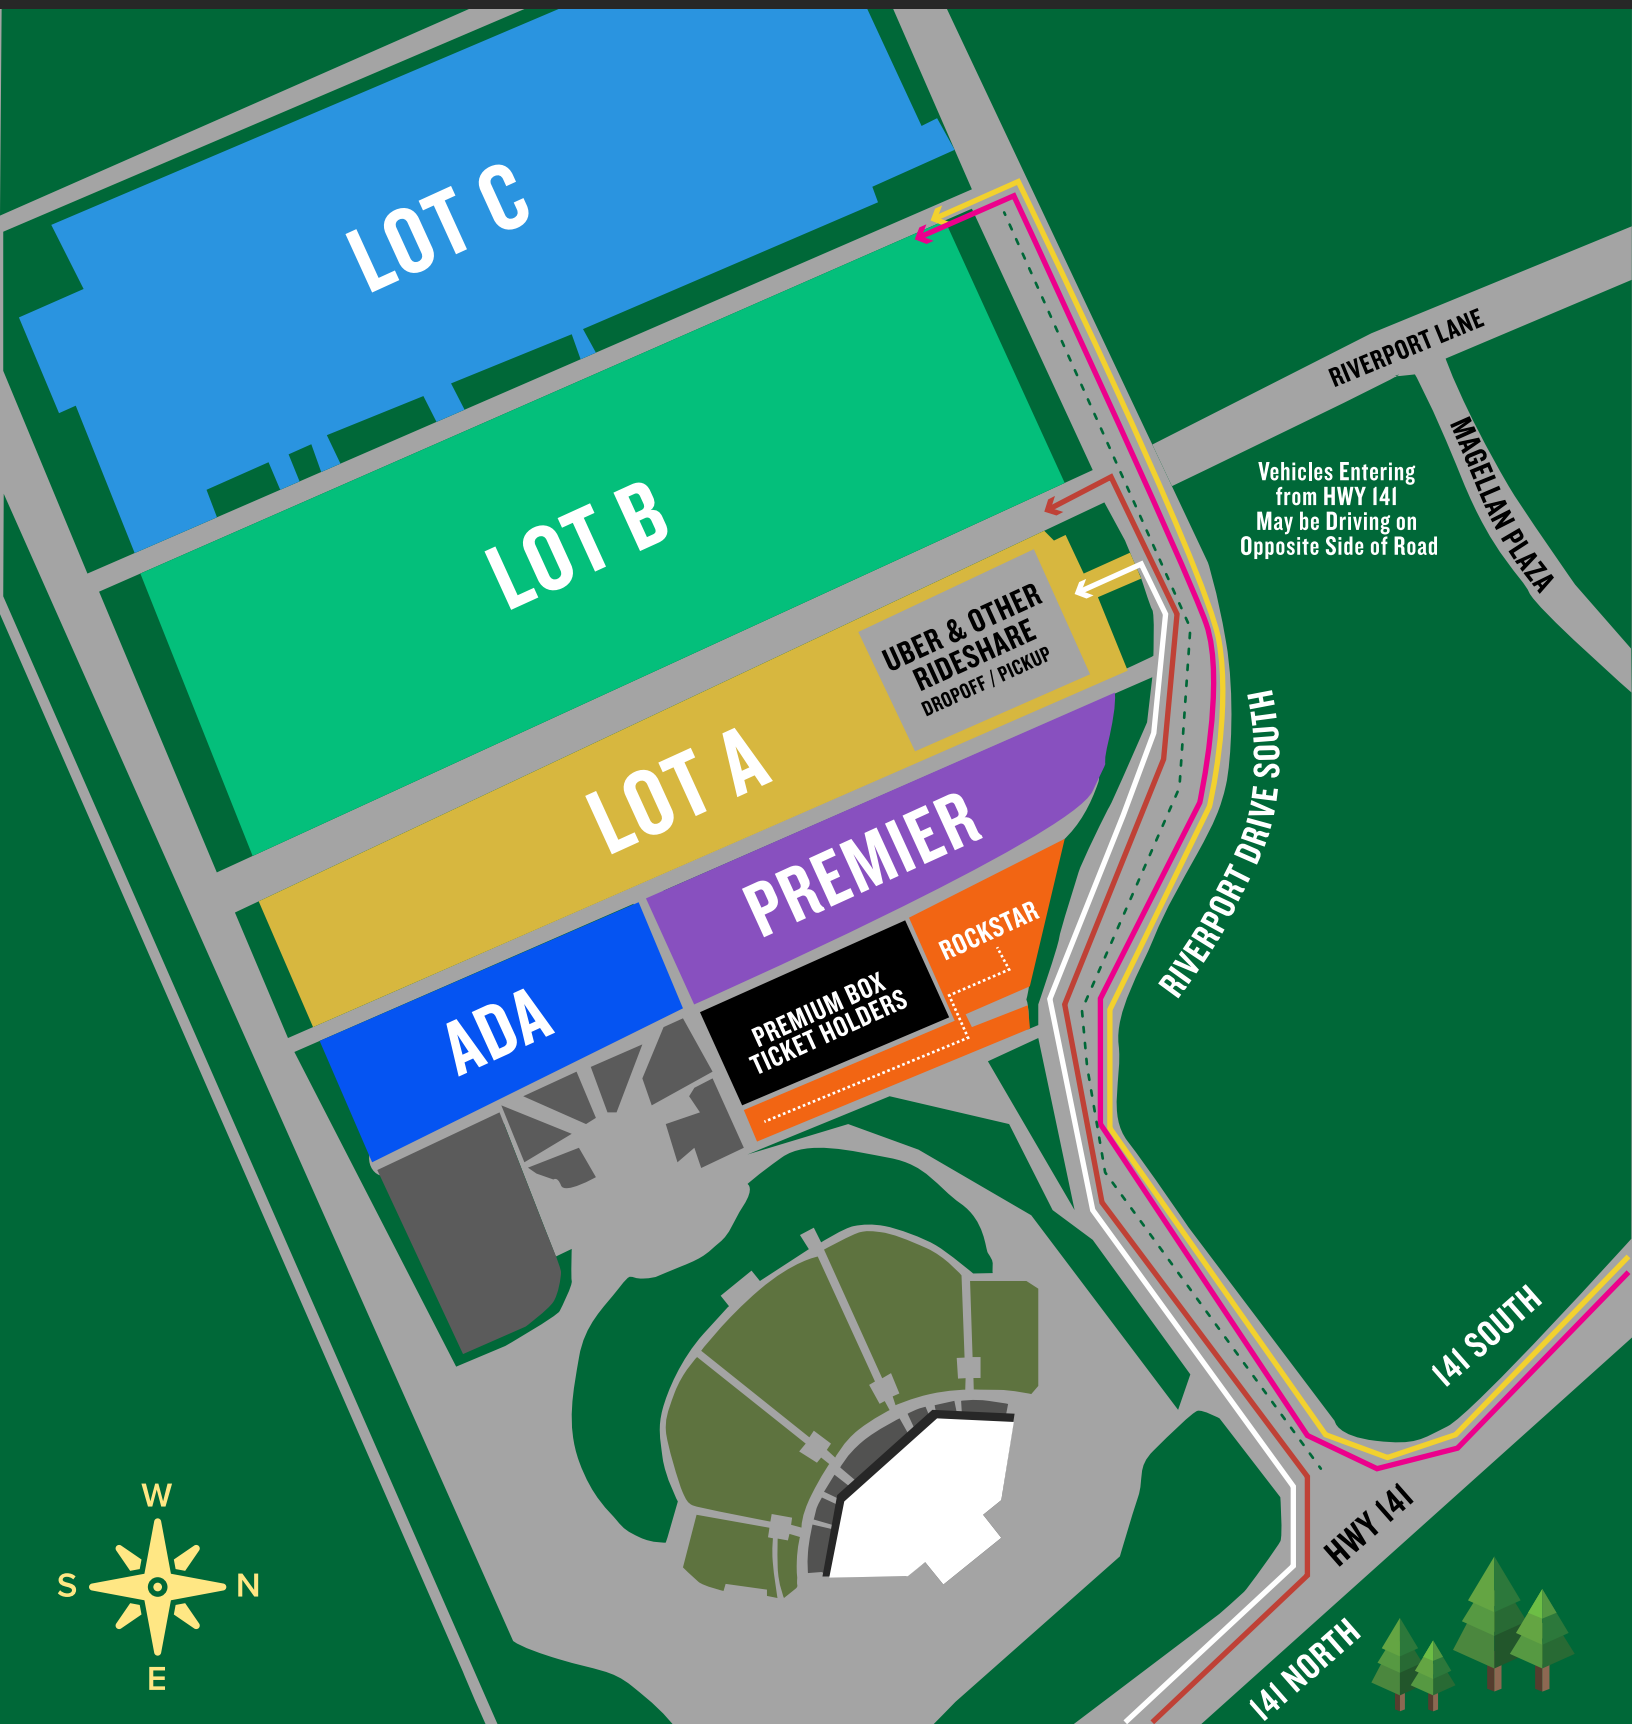 LOT C
RIVERPORT LANE
MAGELLAN PLAZA
Vehicles Entering
from HWY 141
May be Driving on
Opposite Side of Road
LOT B
UBER & OTHER
RIDESHARE
DROPOFF / PICKUP
LOT A
RIVERPORT DRIVE SOUTH
PREMIER
ROCKSTAR
PREMIUM BOX
TICKET HOLDERS
ADA
141 SOUTH
HWY 141
141 NORTH
W
S N
E